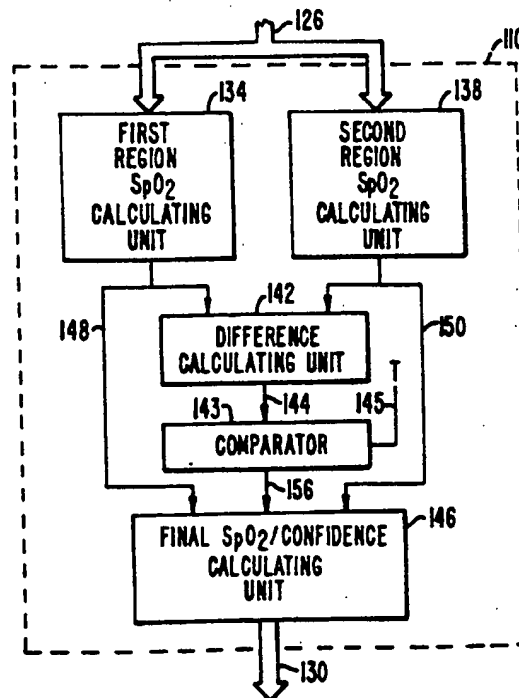 126
110
134
138
FIRST
REGION
SpO2
CALCULATING
UNIT
SECOND
REGION
SpO2
CALCULATING
UNIT
148
142
150
DIFFERENCE
CALCULATING UNIT
T
143
144
145
COMPARATOR
156
146
FINAL SpO2/CONFIDENCE
CALCULATING
UNIT
130